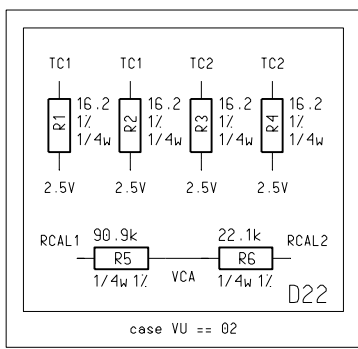 TC1 TC1 TC2 TC2
R1 16.2 1% 1/4w
R2 16.2 1% 1/4w
R3 16.2 1% 1/4w
R4 16.2 1% 1/4w
2.5V 2.5V 2.5V 2.5V
90.9k 22.1k
RCAL1 R5 R6 RCAL2
1/4w 1% VCA 1/4w 1%
D22
case VU == 02